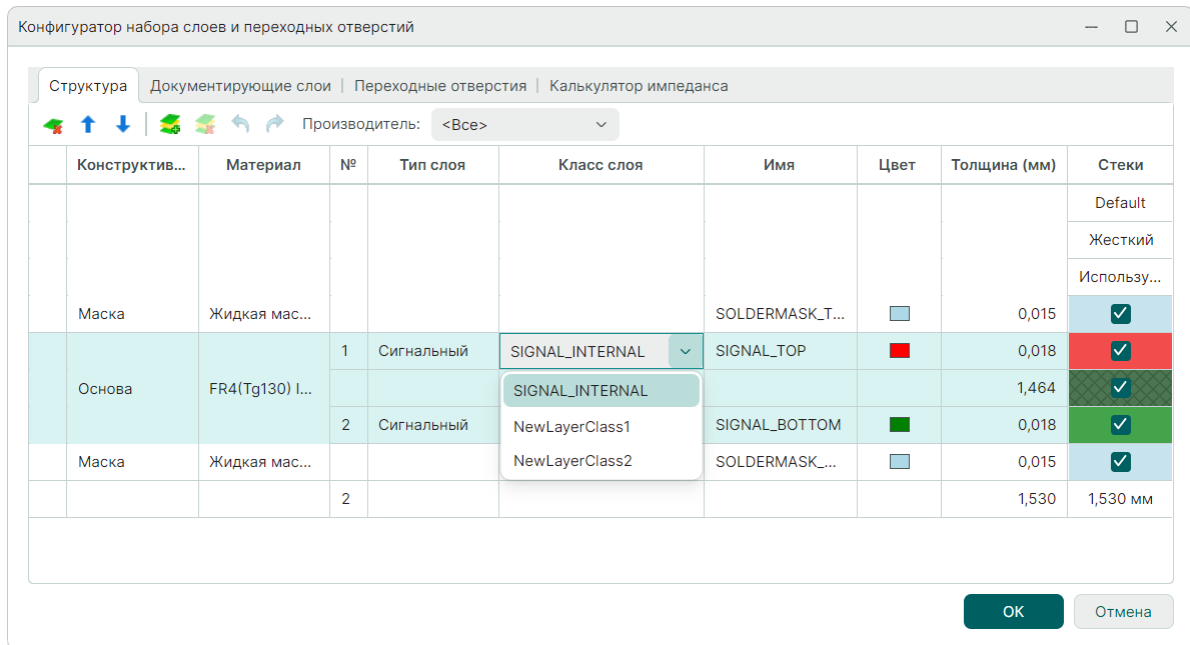 Конфигуратор набора слоев и переходных отверстий
Структура Документирующие слои | Переходные отверстия | Калькулятор импеданса
Производитель: <Все>
Конструктив... Материал № Тип слоя Класс слоя Имя Цвет Толщина (мм) Стеки
Default
Жесткий
Использу...
Маска Жидкая мас... SOLDERMASK_T... 0,015
1 Сигнальный SIGNAL_INTERNAL SIGNAL_TOP 0,018
Основа FR4(Tg130) I... SIGNAL_INTERNAL 1,464
NewLayerClass1
2 Сигнальный SIGNAL_BOTTOM 0,018
NewLayerClass2
Маска Жидкая мас... SOLDERMASK_... 0,015
2 1,530 1,530 мм
ОК Отмена